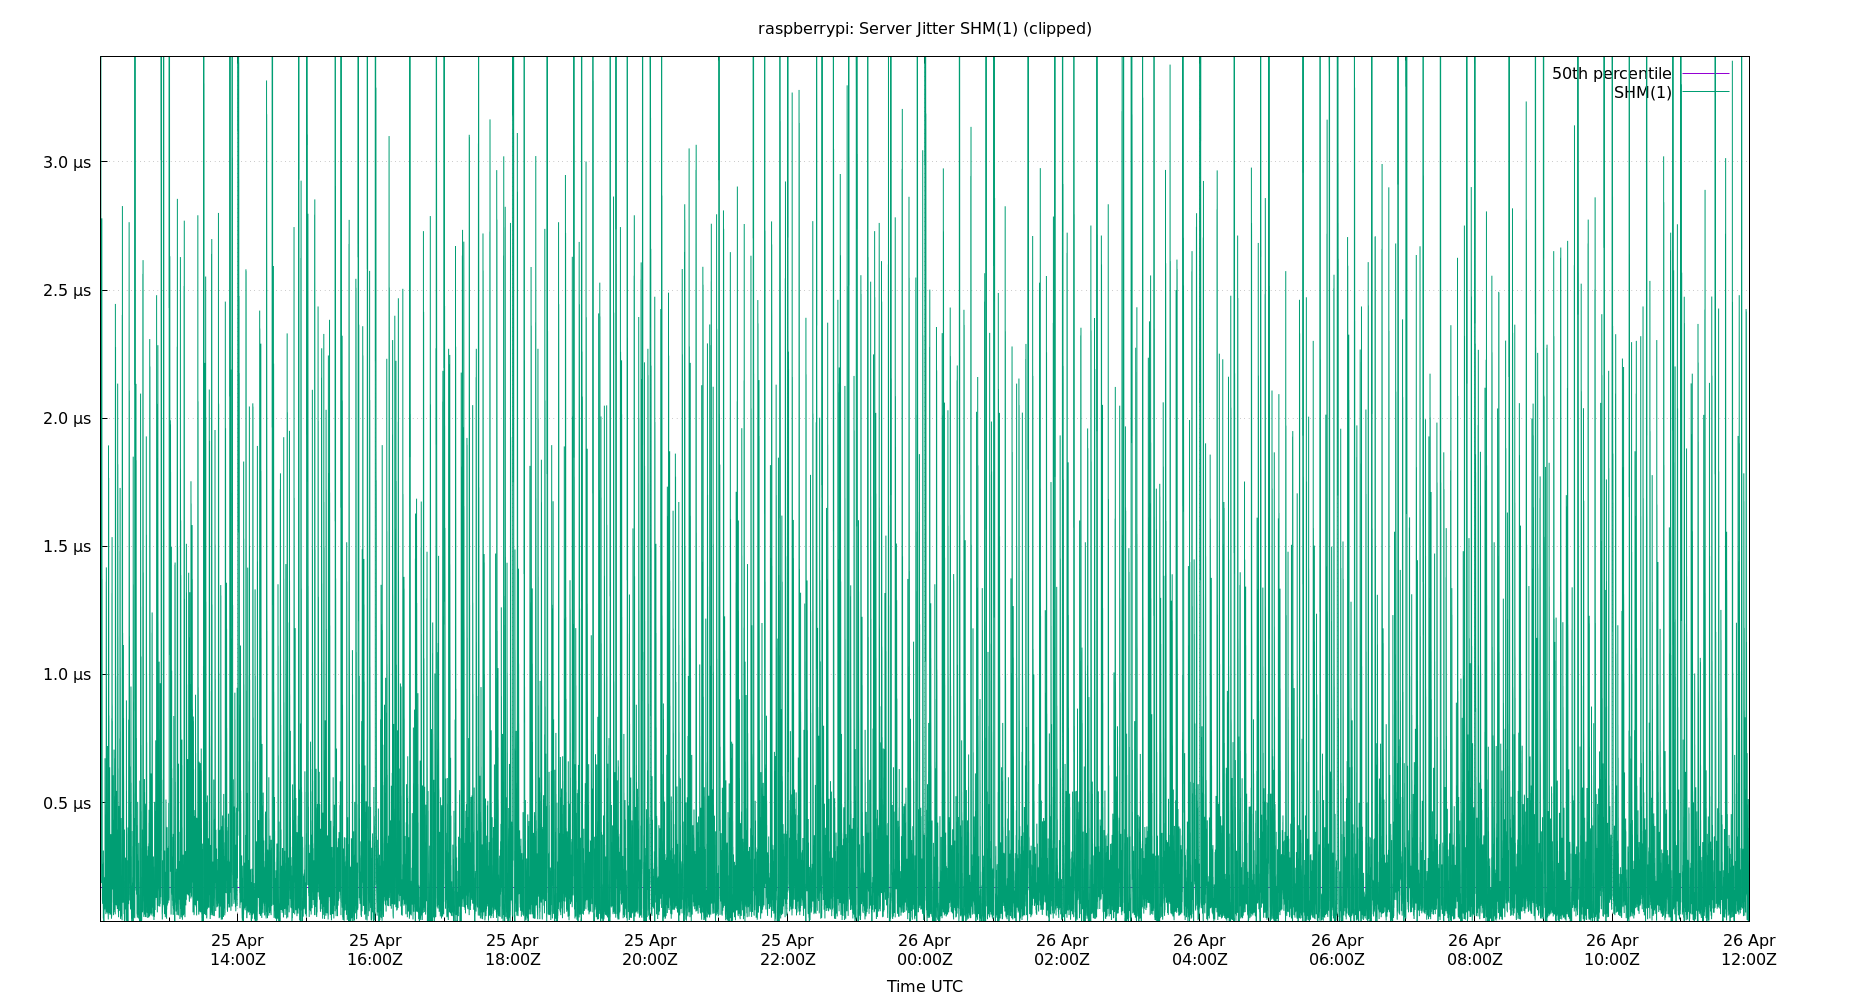 raspberrypi: Server Jitter SHM(1) (clipped)
50th percentile
SHM(1)
3.0 µs
2.5 µs
2.0 µs
1.5 µs
1.0 µs
0.5 µs
25 Apr 25 Apr 25 Apr 25 Apr 25 Apr 26 Apr 26 Apr 26 Apr 26 Apr 26 Apr 26 Apr 26 Apr
14:00Z 16:00Z 18:00Z 20:00Z 22:00Z 00:00Z 02:00Z 04:00Z 06:00Z 08:00Z 10:00Z 12:00Z
Time UTC